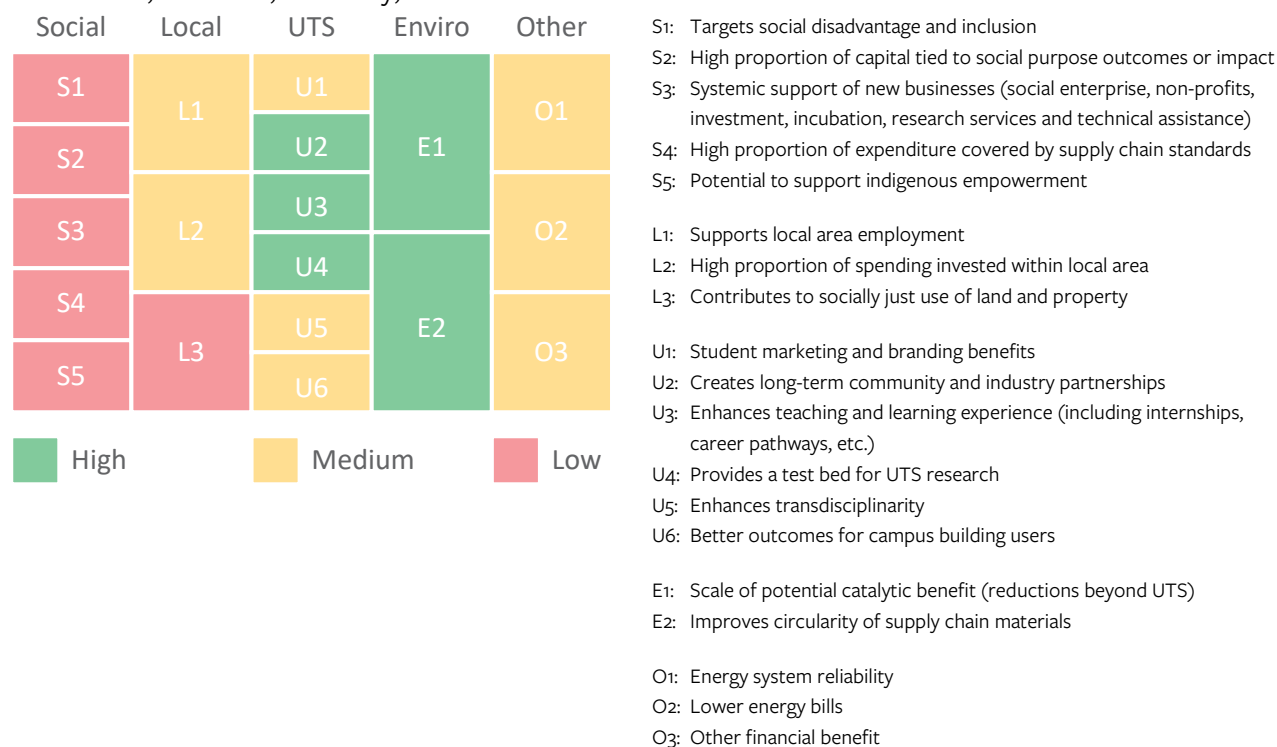 Social Local UTS Enviro Other
S1
S2
S3
S4
S5
L1
L2
L3
U1
U2
U3
U4
U5
U6
E1
E2
O1
O2
O3
High Medium Low
S1: Targets social disadvantage and inclusion
S2: High proportion of capital tied to social purpose outcomes or impact
S3: Systemic support of new businesses (social enterprise, non-profits,
investment, incubation, research services and technical assistance)
S4: High proportion of expenditure covered by supply chain standards
S5: Potential to support indigenous empowerment
L1: Supports local area employment
L2: High proportion of spending invested within local area
L3: Contributes to socially just use of land and property
U1: Student marketing and branding benefits
U2: Creates long-term community and industry partnerships
U3: Enhances teaching and learning experience (including internships,
career pathways, etc.)
U4: Provides a test bed for UTS research
U5: Enhances transdisciplinarity
U6: Better outcomes for campus building users
E1: Scale of potential catalytic benefit (reductions beyond UTS)
E2: Improves circularity of supply chain materials
O1: Energy system reliability
O2: Lower energy bills
O3: Other financial benefit